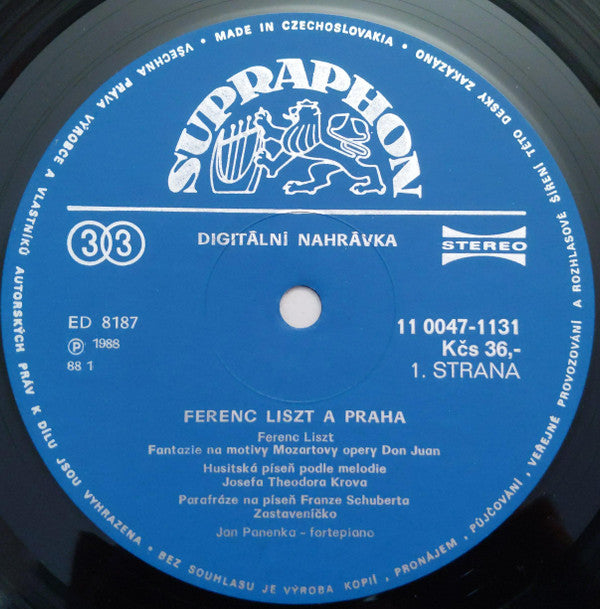 VŠECHNA PRÁVA VÝROBCE A VLASTNÍKŮ AUTORSKÝCH PRÁV K DÍLU JSOU VYHRAZENA • BEZ SOUHLASU JE VÝROBA KOPIÍ, PRONÁJEM, PŮJČOVÁNÍ, VEŘEJNÉ PROVOZOVÁNÍ A ROZHLASOVÉ ŠÍŘENÍ TÉTO DESKY ZAKÁZÁNO • MADE IN CZECHOSLOVAKIA •
SUPRAPHON
33
DIGITÁLNÍ NAHRÁVKA
STEREO
ED 8187
Ⓟ 1988
88 1
11 0047-1131
Kčs 36,-
1. STRANA
FERENC LISZT A PRAHA
Ferenc Liszt
Fantazie na motivy Mozartovy opery Don Juan
Husitská píseň podle melodie
Josefa Theodora Krova
Parafráze na píseň Franze Schuberta
Zastaveníčko
Jan Panenka - fortepiano